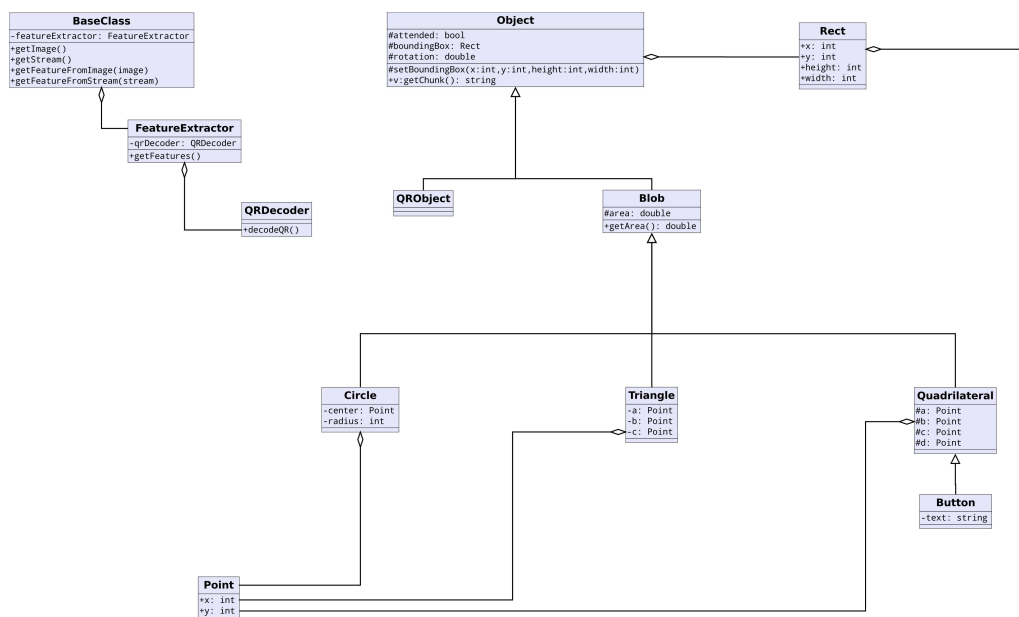 BaseClass
-featureExtractor: FeatureExtractor
+getImage()
+getStream()
+getFeatureFromImage(image)
+getFeatureFromStream(stream)
FeatureExtractor
-qrDecoder: QRDecoder
+getFeatures()
QRDecoder
+decodeQR()
Object
#attended: bool
#boundingBox: Rect
#rotation: double
#setBoundingBox(x:int,y:int,height:int,width:int)
+v:getChunk(): string
Rect
+x: int
+y: int
+height: int
+width: int
QRObject
Blob
#area: double
+getArea(): double
Circle
-center: Point
-radius: int
Triangle
-a: Point
-b: Point
-c: Point
Quadrilateral
#a: Point
#b: Point
#c: Point
#d: Point
Button
-text: string
Point
+x: int
+y: int